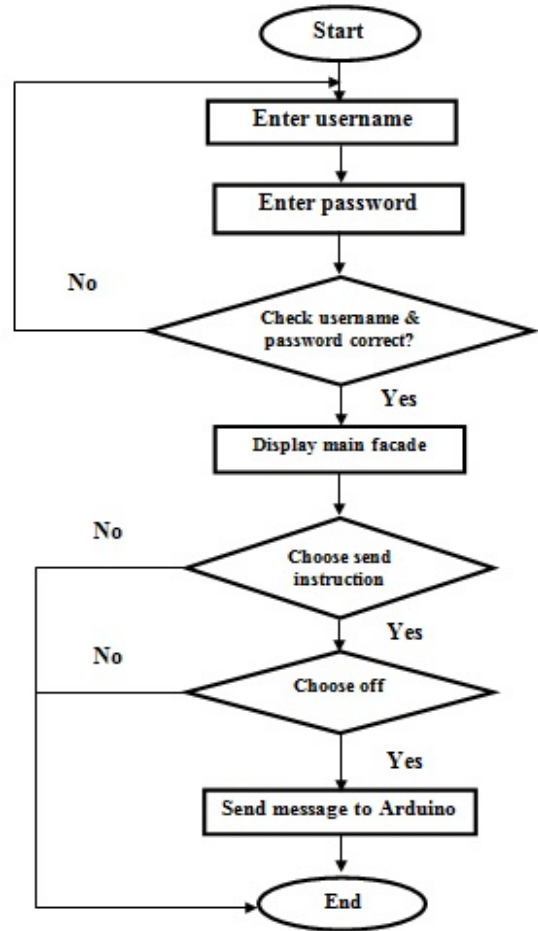 Start
Enter username
Enter password
No
Check username &
password correct?
Yes
Display main facade
No
Choose send
instruction
Yes
No
Choose off
Yes
Send message to Arduino
End